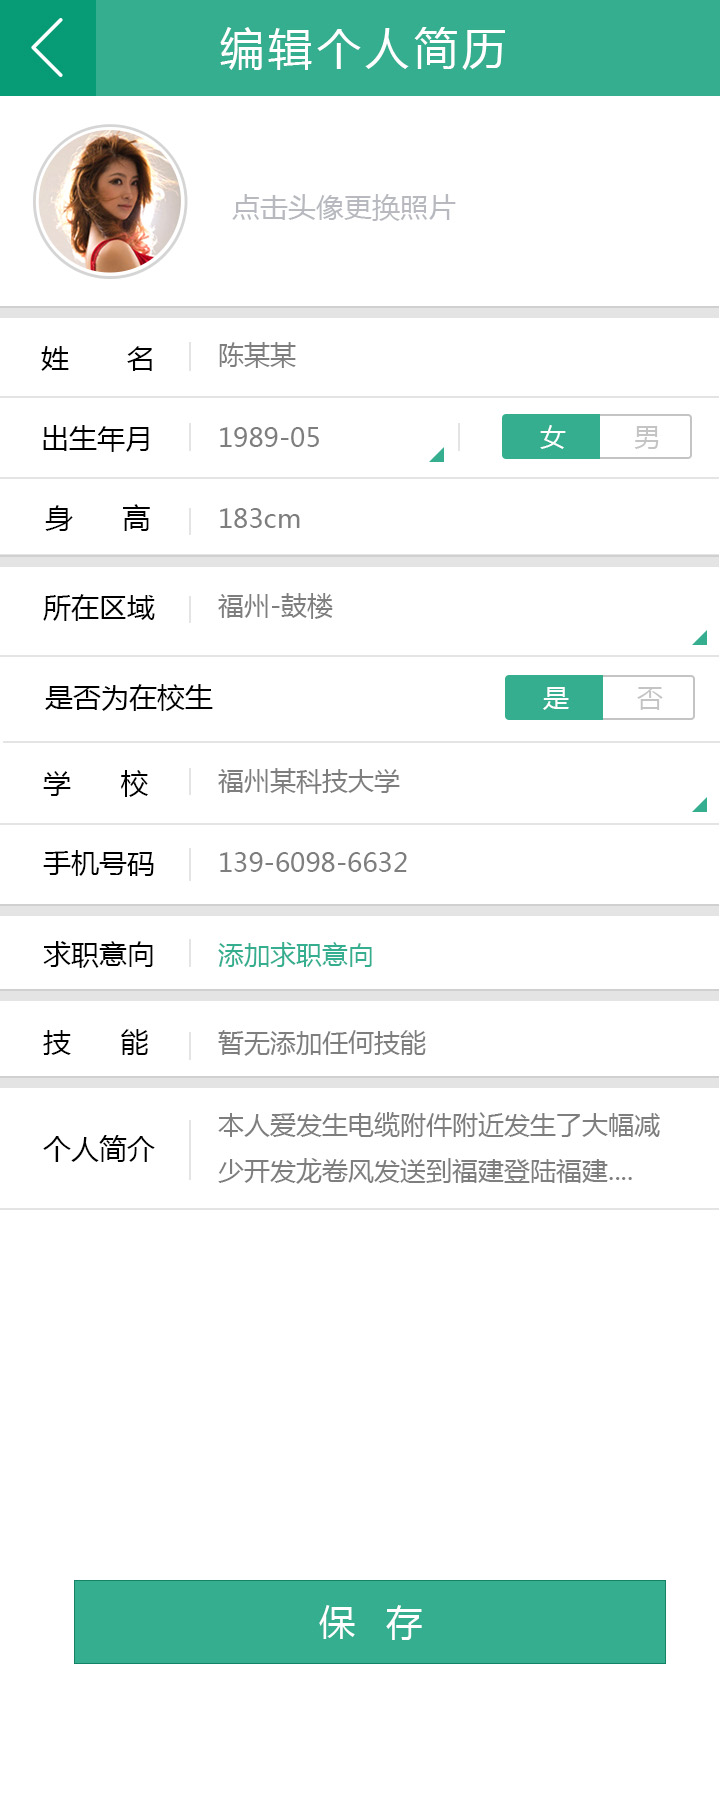 编辑个人简历
点击头像更换照片
姓 名 陈某某
出生年月 1989-05 女 男
身 高 183cm
所在区域 福州-鼓楼
是否为在校生 是 否
学 校 福州某科技大学
手机号码 139-6098-6632
求职意向 添加求职意向
技 能 暂无添加任何技能
个人简介 本人爱发生电缆附件附近发生了大幅减
少开发龙卷风发送到福建登陆福建....
保 存